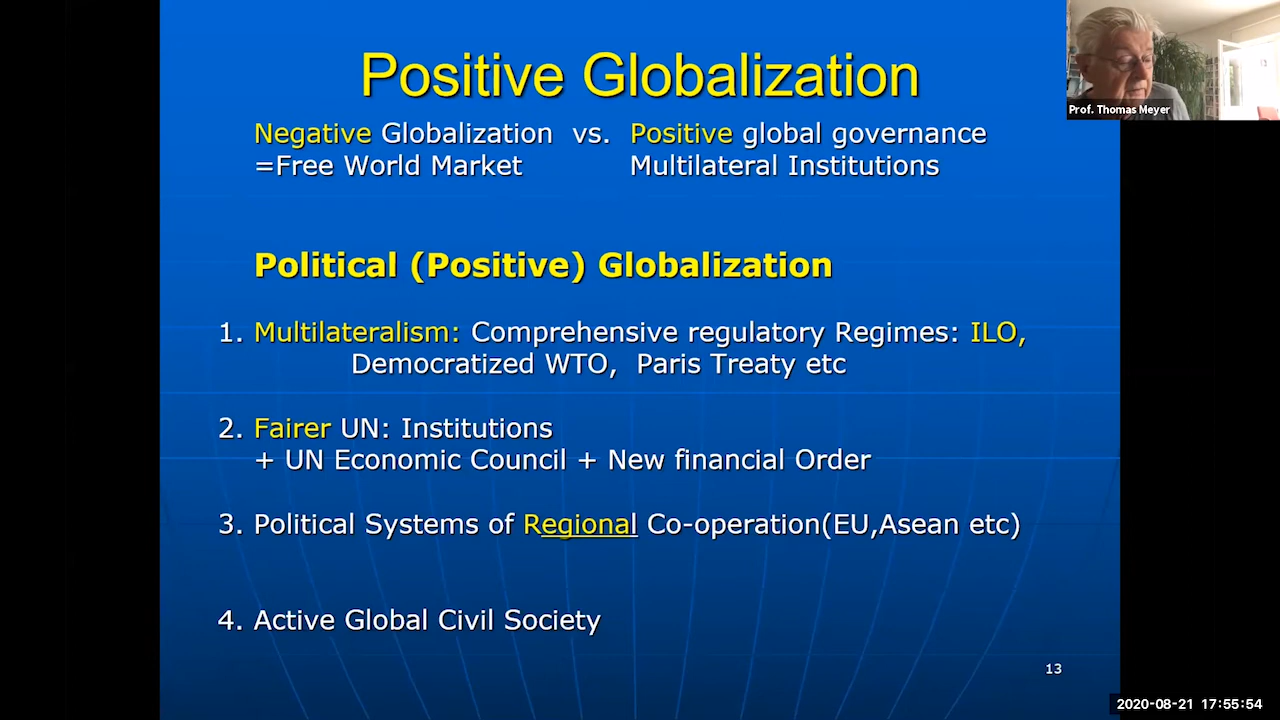 Positive Globalization
Negative Globalization vs. Positive global governance
=Free World Market Multilateral Institutions
Political (Positive) Globalization
1. Multilateralism: Comprehensive regulatory Regimes: ILO,
Democratized WTO, Paris Treaty etc
2. Fairer UN: Institutions
+ UN Economic Council + New financial Order
3. Political Systems of Regional Co-operation(EU,Asean etc)
4. Active Global Civil Society
13
Prof. Thomas Meyer
2020-08-21 17:55:54